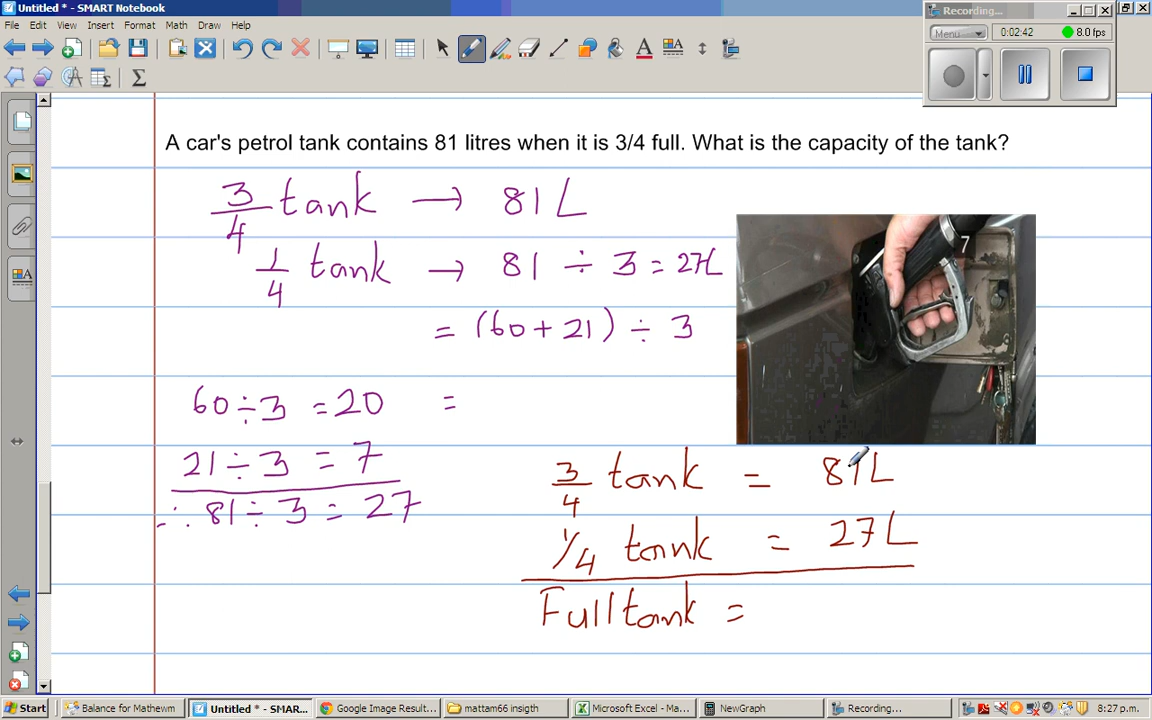 Untitled * - SMART Notebook
File Edit View Insert Format Tools Math Draw Help
Recording...
Menu
0:02:42
8.0 fps
A car's petrol tank contains 81 litres when it is 3/4 full. What is the capacity of the tank?
3/4 tank → 81 L
1/4 tank → 81 ÷ 3 = 27L
= (60 + 21) ÷ 3
60 ÷ 3 = 20 =
21 ÷ 3 = 7
∴ 81 ÷ 3 = 27
7
3/4 tank = 81L
1/4 tank = 27L
Full tank =
Start
Balance for Mathewm
Untitled * - SMAR...
Google Image Result...
mattam66 insigth
Microsoft Excel - Ma...
NewGraph
Recording...
8:27 p.m.